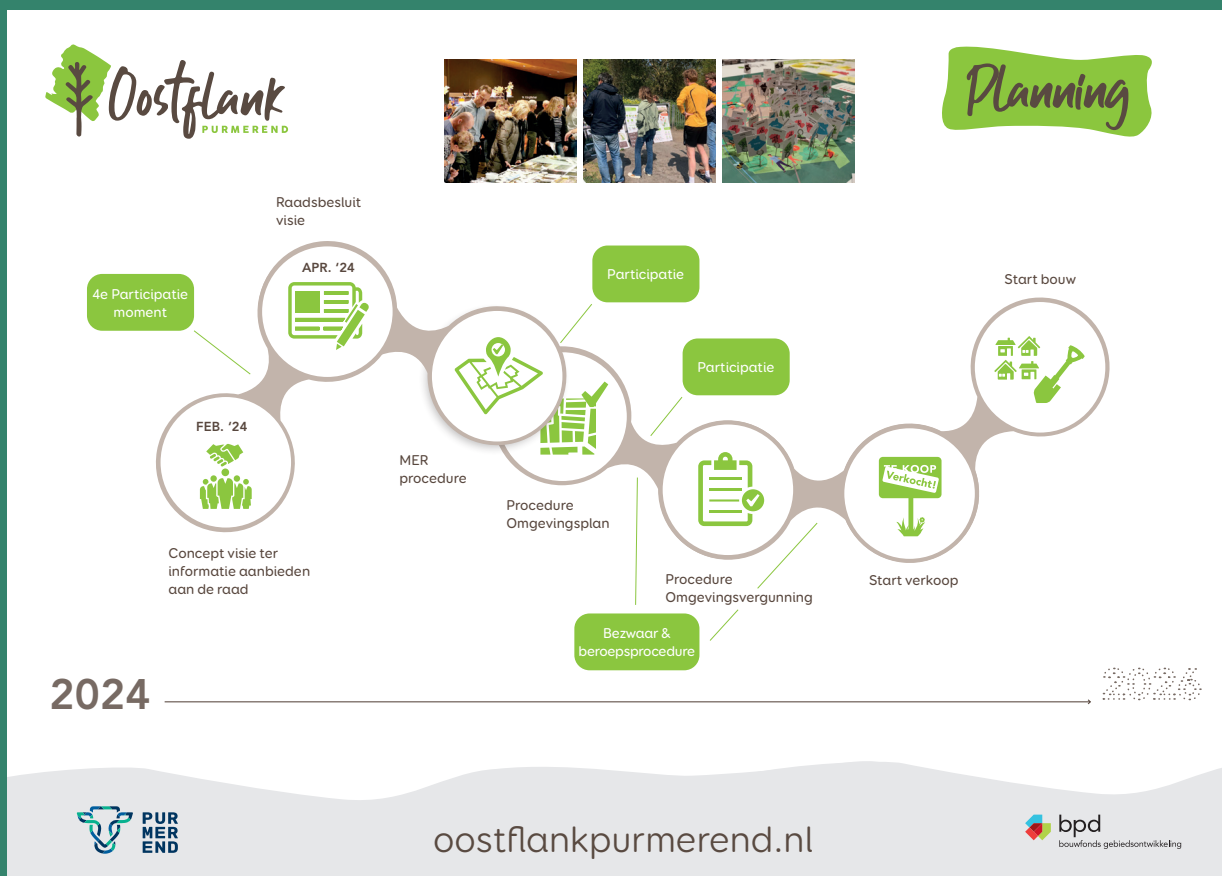 Oostflank
PURMEREND
Planning
Raadsbesluit
visie
APR. ‘24
4e Participatie
moment
Participatie
Start bouw
Participatie
FEB. ‘24
MER
procedure
TE KOOP
Verkocht!
Procedure
Omgevingsplan
Concept visie ter
informatie aanbieden
aan de raad
Procedure
Omgevingsvergunning
Start verkoop
Bezwaar &
beroepsprocedure
2024
2026
PUR
MER
END
oostflankpurmerend.nl
bpd
bouwfonds gebiedsontwikkeling